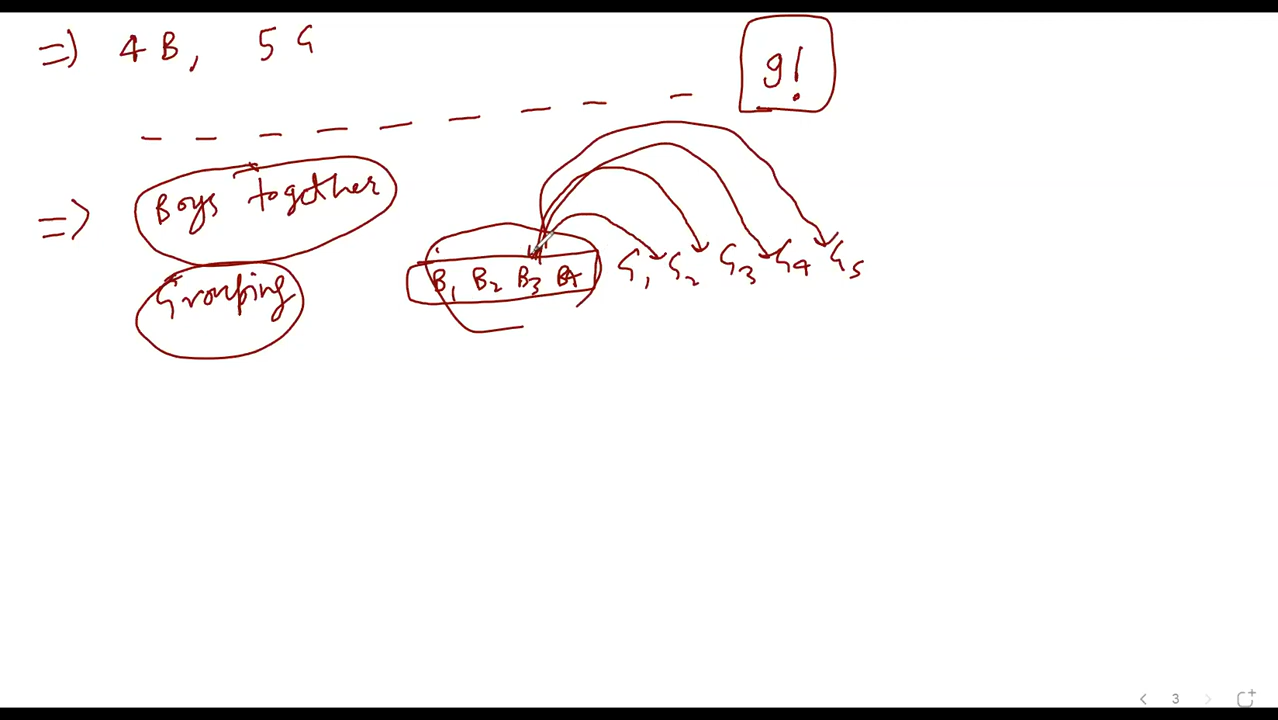 => 4 B, 5 G
9!
=> Boys together
Grouping
B1 B2 B3 B4 G1 G2 G3 G4 G5
3